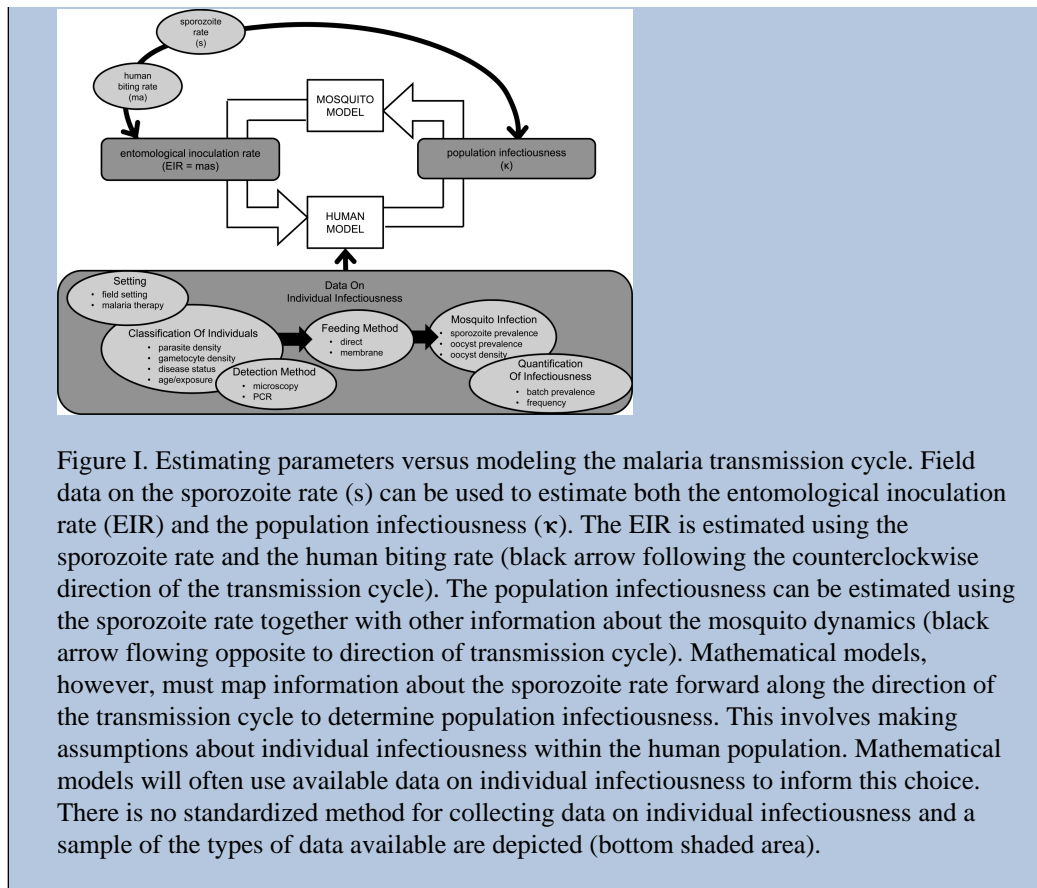 sporozoite
rate
(s)
human
biting rate
(ma)
MOSQUITO
MODEL
entomological inoculation rate
(EIR = mas)
population infectiousness
(κ)
HUMAN
MODEL
Data On
Individual Infectiousness
Setting
• field setting
• malaria therapy
Classification Of Individuals
• parasite density
• gametocyte density
• disease status
• age/exposure
Detection Method
• microscopy
• PCR
Feeding Method
• direct
• membrane
Mosquito Infection
• sporozoite prevalence
• oocyst prevalence
• oocyst density
Quantification
Of Infectiousness
• batch prevalence
• frequency
Figure I. Estimating parameters versus modeling the malaria transmission cycle. Field
data on the sporozoite rate (s) can be used to estimate both the entomological inoculation
rate (EIR) and the population infectiousness (κ). The EIR is estimated using the
sporozoite rate and the human biting rate (black arrow following the counterclockwise
direction of the transmission cycle). The population infectiousness can be estimated using
the sporozoite rate together with other information about the mosquito dynamics (black
arrow flowing opposite to direction of transmission cycle). Mathematical models,
however, must map information about the sporozoite rate forward along the direction of
the transmission cycle to determine population infectiousness. This involves making
assumptions about individual infectiousness within the human population. Mathematical
models will often use available data on individual infectiousness to inform this choice.
There is no standardized method for collecting data on individual infectiousness and a
sample of the types of data available are depicted (bottom shaded area).